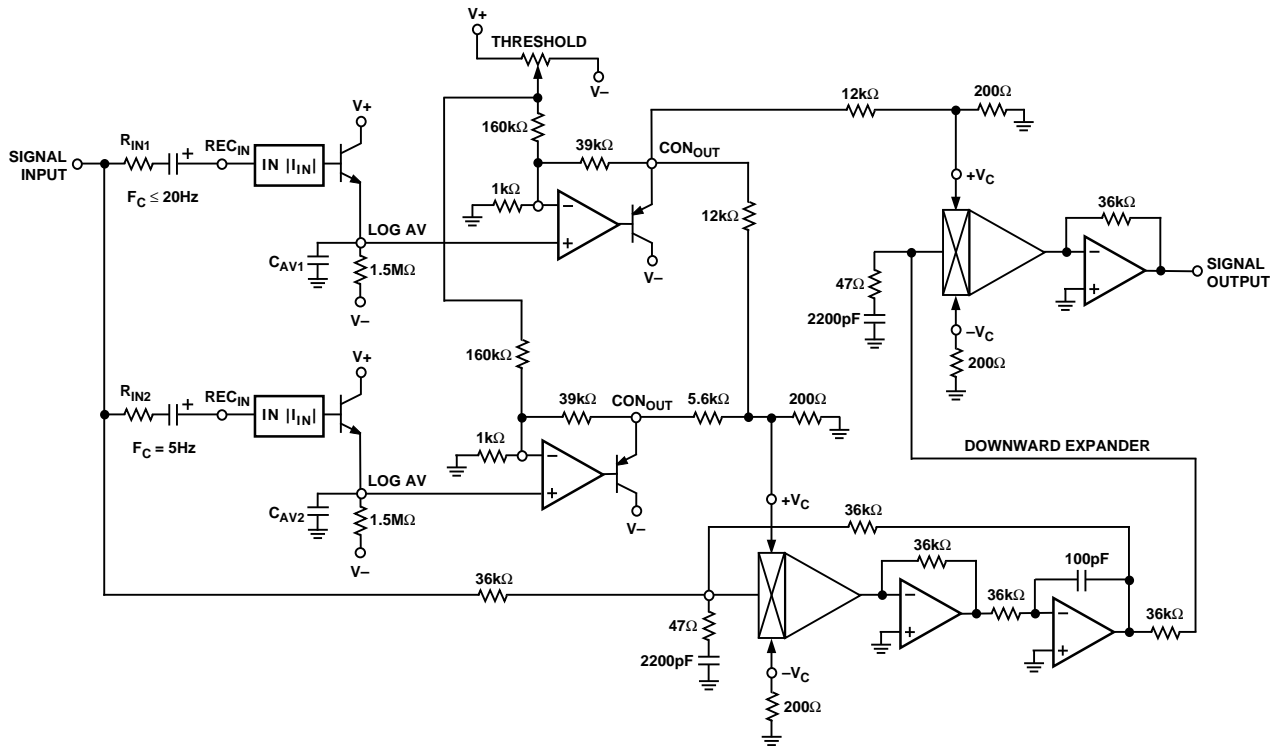 V+
THRESHOLD
V–
12kΩ
200Ω
160kΩ
V+
RIN1
RECIN
39kΩ
CONOUT
SIGNAL
INPUT
IN |IIN|
+
FC ≤ 20Hz
1kΩ
–
+
LOG AV
12kΩ
+VC
36kΩ
CAV1
1.5MΩ
V–
V–
47Ω
2200pF
–
+
SIGNAL
OUTPUT
–VC
200Ω
160kΩ
V+
RIN2
RECIN
39kΩ
CONOUT
5.6kΩ
200Ω
+
IN |IIN|
FC = 5Hz
1kΩ
–
+
DOWNWARD EXPANDER
LOG AV
CAV2
1.5MΩ
V–
V–
+VC
36kΩ
36kΩ
100pF
36kΩ
–
+
36kΩ
–
+
36kΩ
47Ω
2200pF
–VC
200Ω